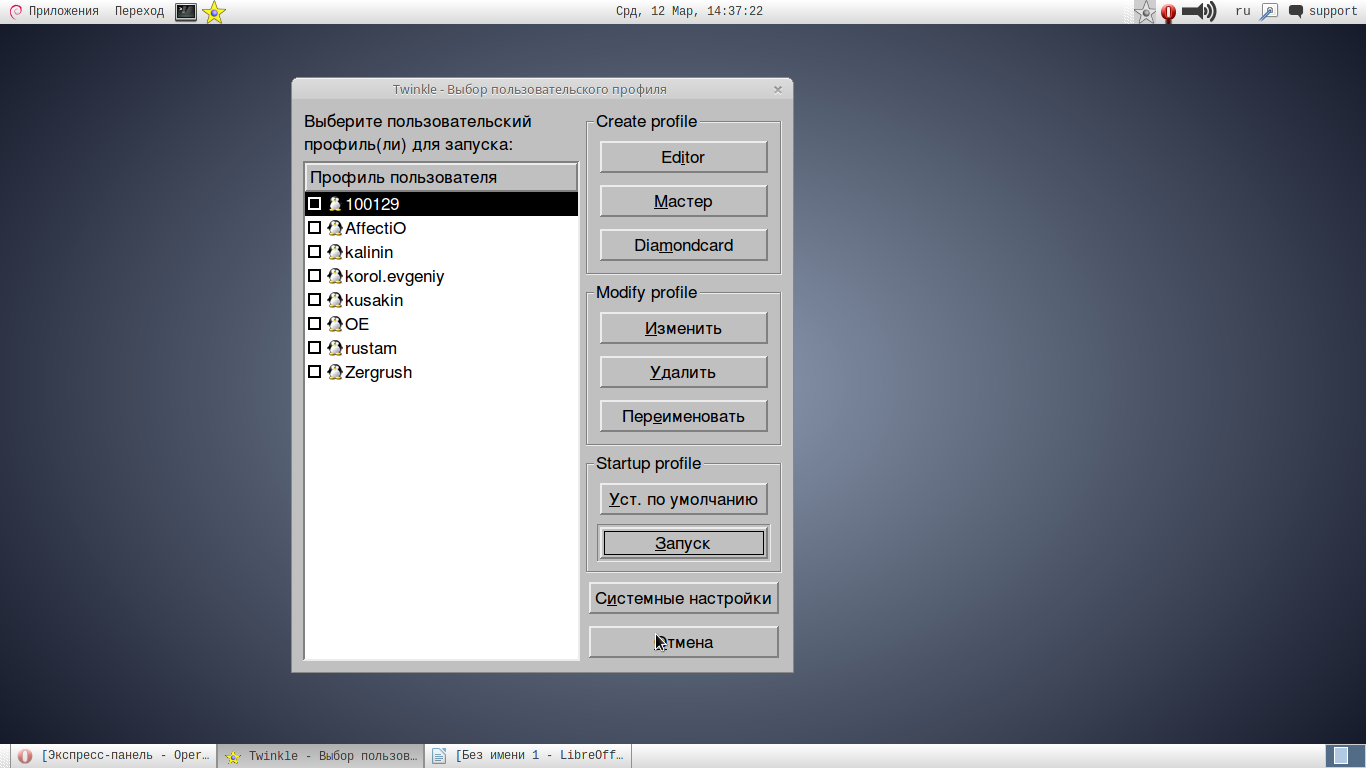 Приложения Переход Срд, 12 Мар, 14:37:22 ru support
Twinkle - Выбор пользовательского профиля
Выберите пользовательский
профиль(ли) для запуска:
Профиль пользователя
100129
AffectiO
kalinin
korol.evgeniy
kusakin
OE
rustam
Zergrush
Create profile
Editor
Мастер
Diamondcard
Modify profile
Изменить
Удалить
Переименовать
Startup profile
Уст. по умолчанию
Запуск
Системные настройки
Отмена
[Экспресс-панель - Oper... Twinkle - Выбор пользов... [Без имени 1 - LibreOff...